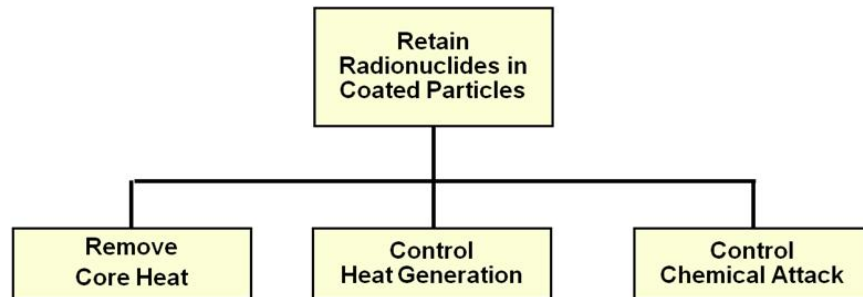 Retain
Radionuclides in
Coated Particles
Remove
Core Heat
Control
Heat Generation
Control
Chemical Attack